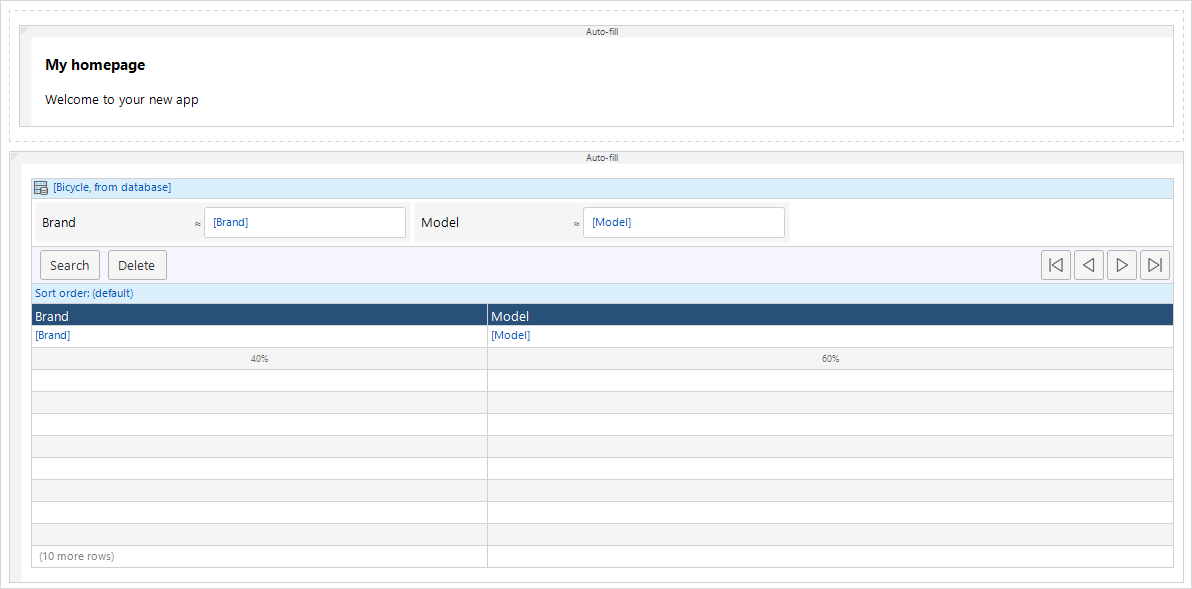 Auto-fill
My homepage
Welcome to your new app
Auto-fill
[Bicycle, from database]
Brand ≈ [Brand] Model ≈ [Model]
Search Delete
Sort order: (default)
Brand Model
[Brand] [Model]
40% 60%
(10 more rows)